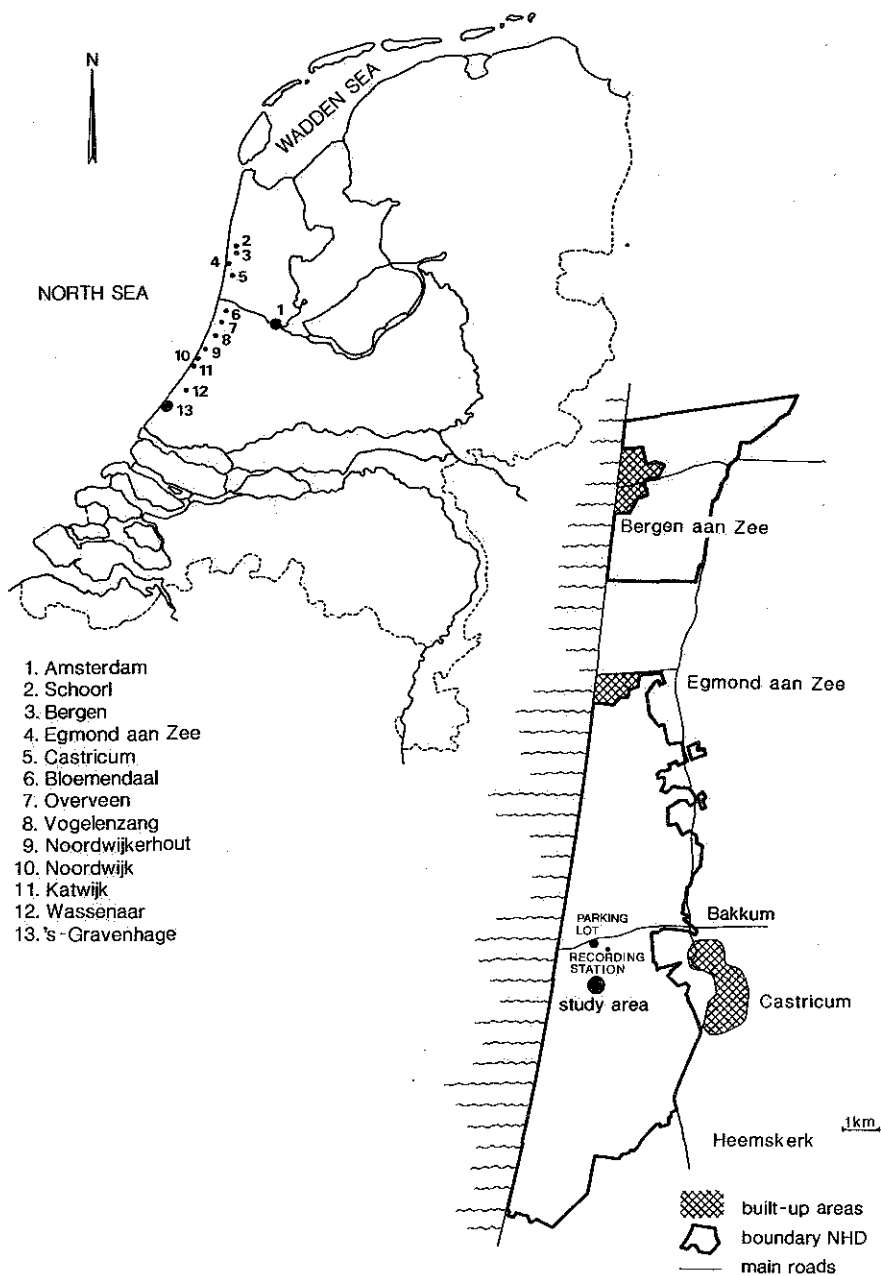 N
WADDEN SEA
NORTH SEA
2
3
4
5
1
6
7
8
9
10
11
12
13
1. Amsterdam
2. Schoorl
3. Bergen
4. Egmond aan Zee
5. Castricum
6. Bloemendaal
7. Overveen
8. Vogelenzang
9. Noordwijkerhout
10. Noordwijk
11. Katwijk
12. Wassenaar
13. 's-Gravenhage
Bergen aan Zee
Egmond aan Zee
Bakkum
PARKING
LOT
RECORDING
STATION
study area
Castricum
1km
Heemskerk
built-up areas
boundary NHD
main roads